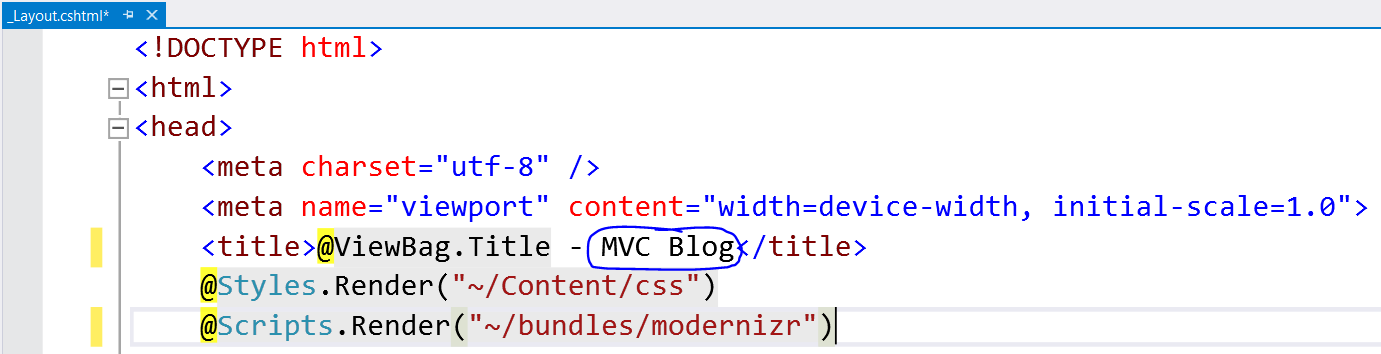 _Layout.cshtml*
<!DOCTYPE html>
<html>
<head>
<meta charset="utf-8" />
<meta name="viewport" content="width=device-width, initial-scale=1.0">
<title>@ViewBag.Title - MVC Blog</title>
@Styles.Render("~/Content/css")
@Scripts.Render("~/bundles/modernizr")